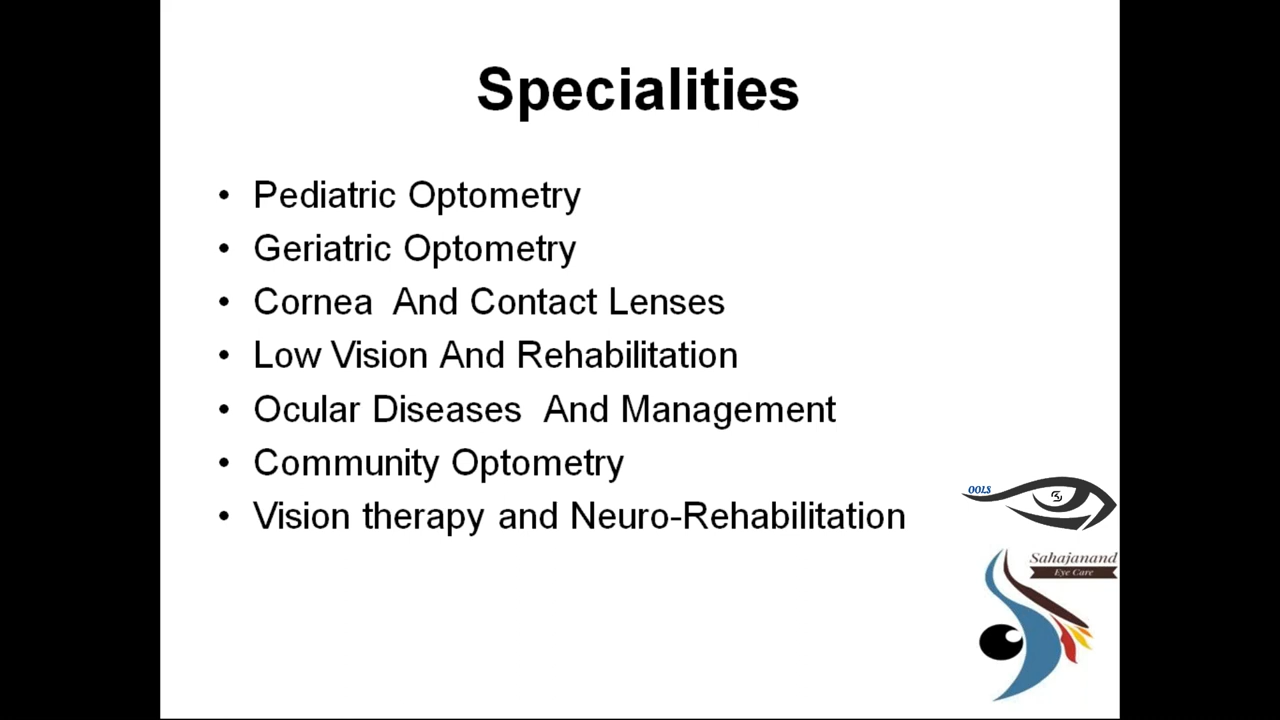 Specialities
• Pediatric Optometry
• Geriatric Optometry
• Cornea  And Contact Lenses
• Low Vision And Rehabilitation
• Ocular Diseases  And Management
• Community Optometry
• Vision therapy and Neuro-Rehabilitation
OOLS
Sahajanand
Eye Care